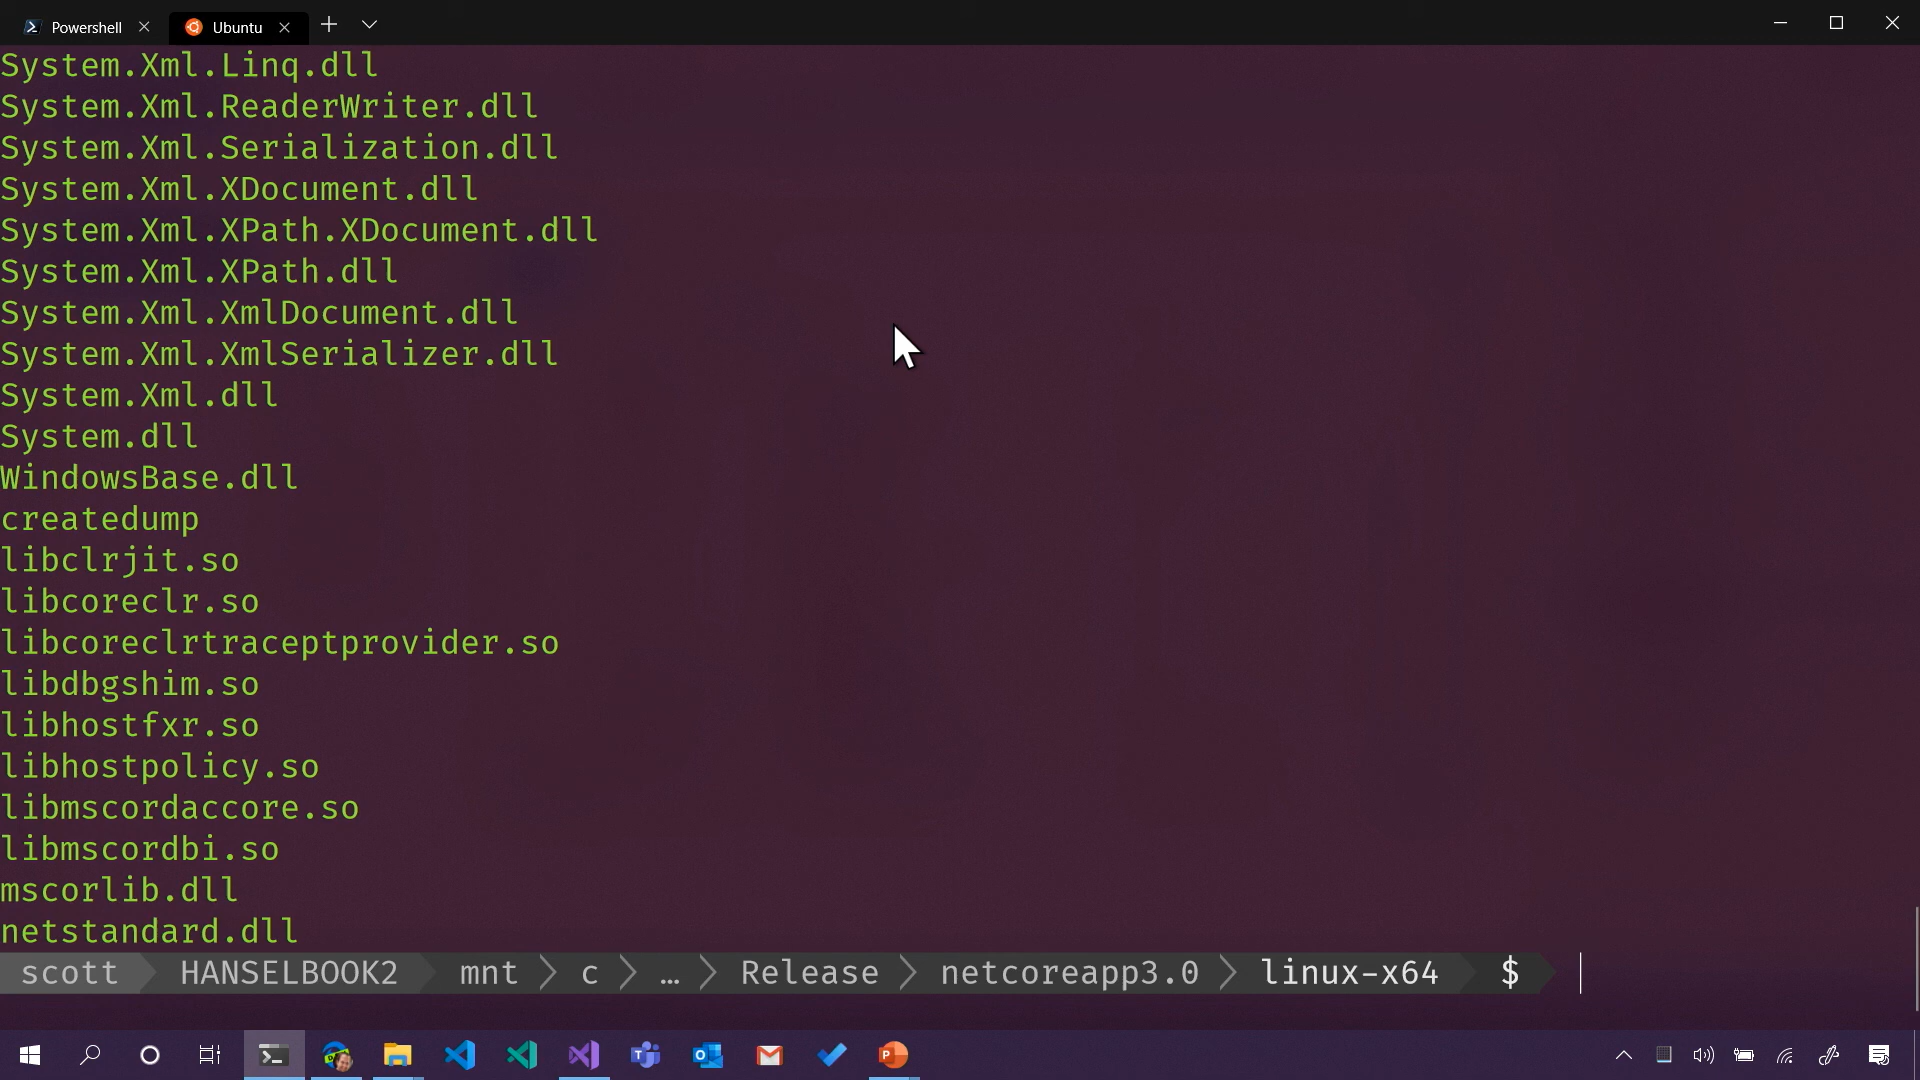 Powershell
Ubuntu
System.Xml.Linq.dll
System.Xml.ReaderWriter.dll
System.Xml.Serialization.dll
System.Xml.XDocument.dll
System.Xml.XPath.XDocument.dll
System.Xml.XPath.dll
System.Xml.XmlDocument.dll
System.Xml.XmlSerializer.dll
System.Xml.dll
System.dll
WindowsBase.dll
createdump
libclrjit.so
libcoreclr.so
libcoreclrtraceptprovider.so
libdbgshim.so
libhostfxr.so
libhostpolicy.so
libmscordaccore.so
libmscordbi.so
mscorlib.dll
netstandard.dll
scott HANSELBOOK2 mnt c … Release netcoreapp3.0 linux-x64 $